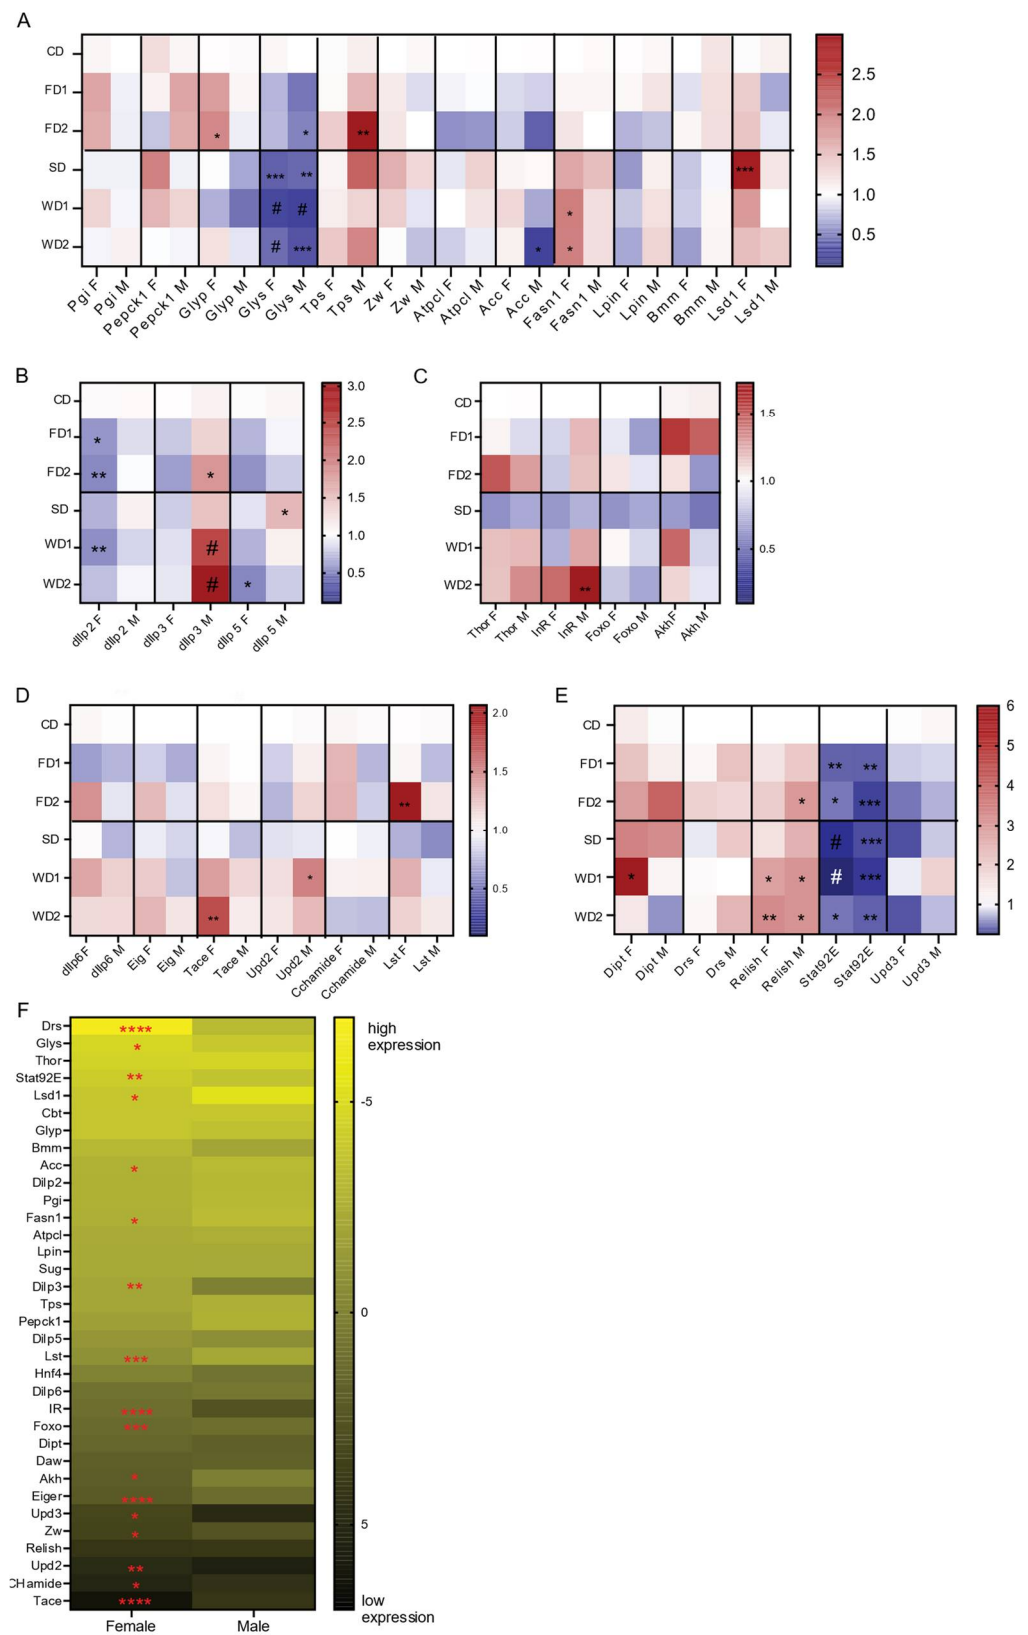 A
CD
FD1
FD2
SD
WD1
WD2
*
*
**
***
**
***
#
#
*
#
***
*
*
2.5
2.0
1.5
1.0
0.5
Pgi F
Pgi M
Pepck1 F
Pepck1 M
Glyp F
Glyp M
Glys F
Glys M
Tps F
Tps M
Zw F
Zw M
Atpcl F
Atpcl M
Acc F
Acc M
Fasn1 F
Fasn1 M
Lpin F
Lpin M
Bmm F
Bmm M
Lsd1 F
Lsd1 M
B
CD
FD1
FD2
SD
WD1
WD2
*
**
*
*
**
#
#
*
3.0
2.5
2.0
1.5
1.0
0.5
dIlp2 F
dIlp2 M
dIlp3 F
dIlp3 M
dIlp 5 F
dIlp 5 M
C
CD
FD1
FD2
SD
WD1
WD2
**
1.5
1.0
0.5
Thor F
Thor M
InR F
InR M
Foxo F
Foxo M
Akh F
Akh M
D
CD
FD1
FD2
SD
WD1
WD2
**
*
**
2.0
1.5
1.0
0.5
dIlp6 F
dIlp6 M
Eig F
Eig M
Tace F
Tace M
Upd2 F
Upd2 M
Cchamide F
Cchamide M
Lst F
Lst M
E
CD
FD1
FD2
SD
WD1
WD2
**
**
*
*
***
#
***
*
*
*
#
***
**
*
*
**
6
5
4
3
2
1
Dipt F
Dipt M
Drs F
Drs M
Relish F
Relish M
Stat92E
Stat92E
Upd3 F
Upd3 M
F
Drs
****
Glys
*
Thor
Stat92E
**
Lsd1
*
Cbt
Glyp
Bmm
Acc
*
Dilp2
Pgi
Fasn1
*
Atpcl
Lpin
Sug
Dilp3
**
Tps
Pepck1
Dilp5
Lst
***
Hnf4
Dilp6
IR
****
Foxo
***
Dipt
Daw
Akh
*
Eiger
****
Upd3
*
Zw
*
Relish
Upd2
**
CHamide
*
Tace
****
Female
Male
high
expression
-5
0
5
low
expression